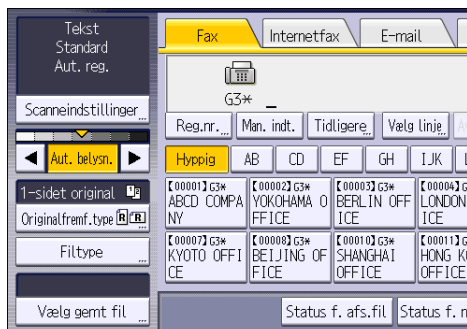 Tekst
Standard
Aut. reg.
Scanneindstillinger
Aut. belysn.
1-sidet original
Originalfremf.type R R
Filtype
Vælg gemt fil
Fax
Internetfax
E-mail
G3* _
Reg.nr.
Man. indt.
Tidligere
Vælg linje
Hyppig AB CD EF GH IJK
【00001】G3*
ABCD COMPA
NY
【00002】G3*
YOKOHAMA O
FFICE
【00003】G3*
BERLIN OFF
ICE
【00004】G
LONDON
ICE
【00007】G3*
KYOTO OFFI
CE
【00008】G3*
BEIJING OF
FICE
【00010】G3*
SHANGHAI
OFFICE
【00011】G
HONG K
OFFICE
Status f. afs.fil
Status f. m